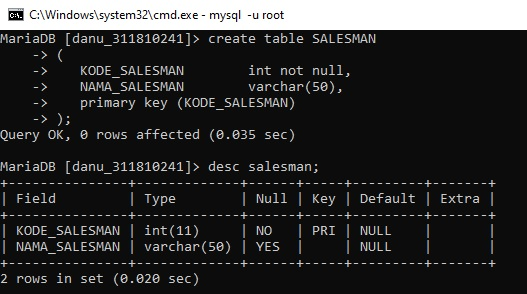 C:\Windows\system32\cmd.exe - mysql -u root
MariaDB [danu_311810241]> create table SALESMAN
    -> (
    ->     KODE_SALESMAN        int not null,
    ->     NAMA_SALESMAN        varchar(50),
    ->     primary key (KODE_SALESMAN)
    -> );
Query OK, 0 rows affected (0.035 sec)
MariaDB [danu_311810241]> desc salesman;
+---------------+-------------+------+-----+---------+-------+
| Field         | Type        | Null | Key | Default | Extra |
+---------------+-------------+------+-----+---------+-------+
| KODE_SALESMAN | int(11)     | NO   | PRI | NULL    |       |
| NAMA_SALESMAN | varchar(50) | YES  |     | NULL    |       |
+---------------+-------------+------+-----+---------+-------+
2 rows in set (0.020 sec)